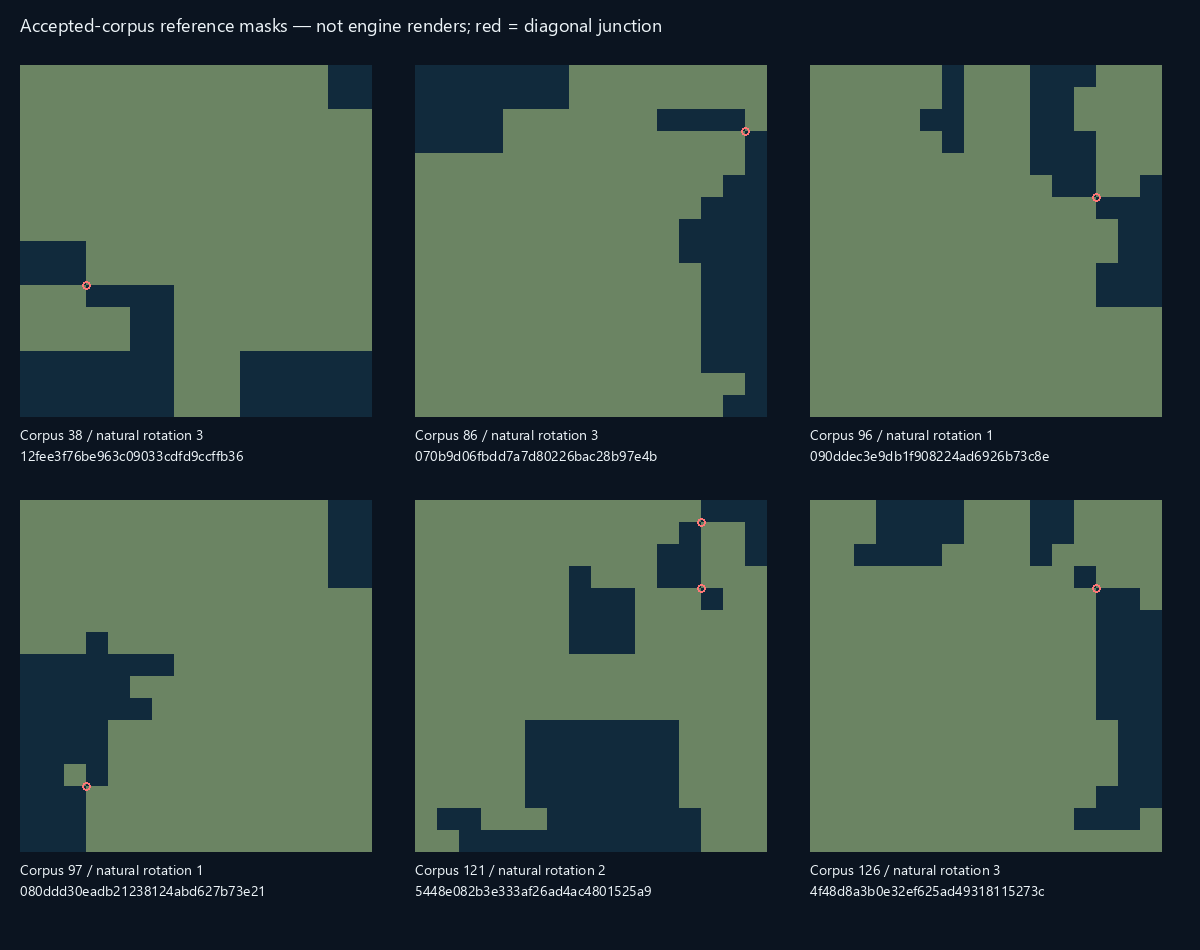 Accepted-corpus reference masks — not engine renders; red = diagonal junction
Corpus 38 / natural rotation 3
12fee3f76be963c09033cdfd9ccffb36
Corpus 86 / natural rotation 3
070b9d06fbdd7a7d80226bac28b97e4b
Corpus 96 / natural rotation 1
090ddec3e9db1f908224ad6926b73c8e
Corpus 97 / natural rotation 1
080ddd30eadb21238124abd627b73e21
Corpus 121 / natural rotation 2
5448e082b3e333af26ad4ac4801525a9
Corpus 126 / natural rotation 3
4f48d8a3b0e32ef625ad49318115273c